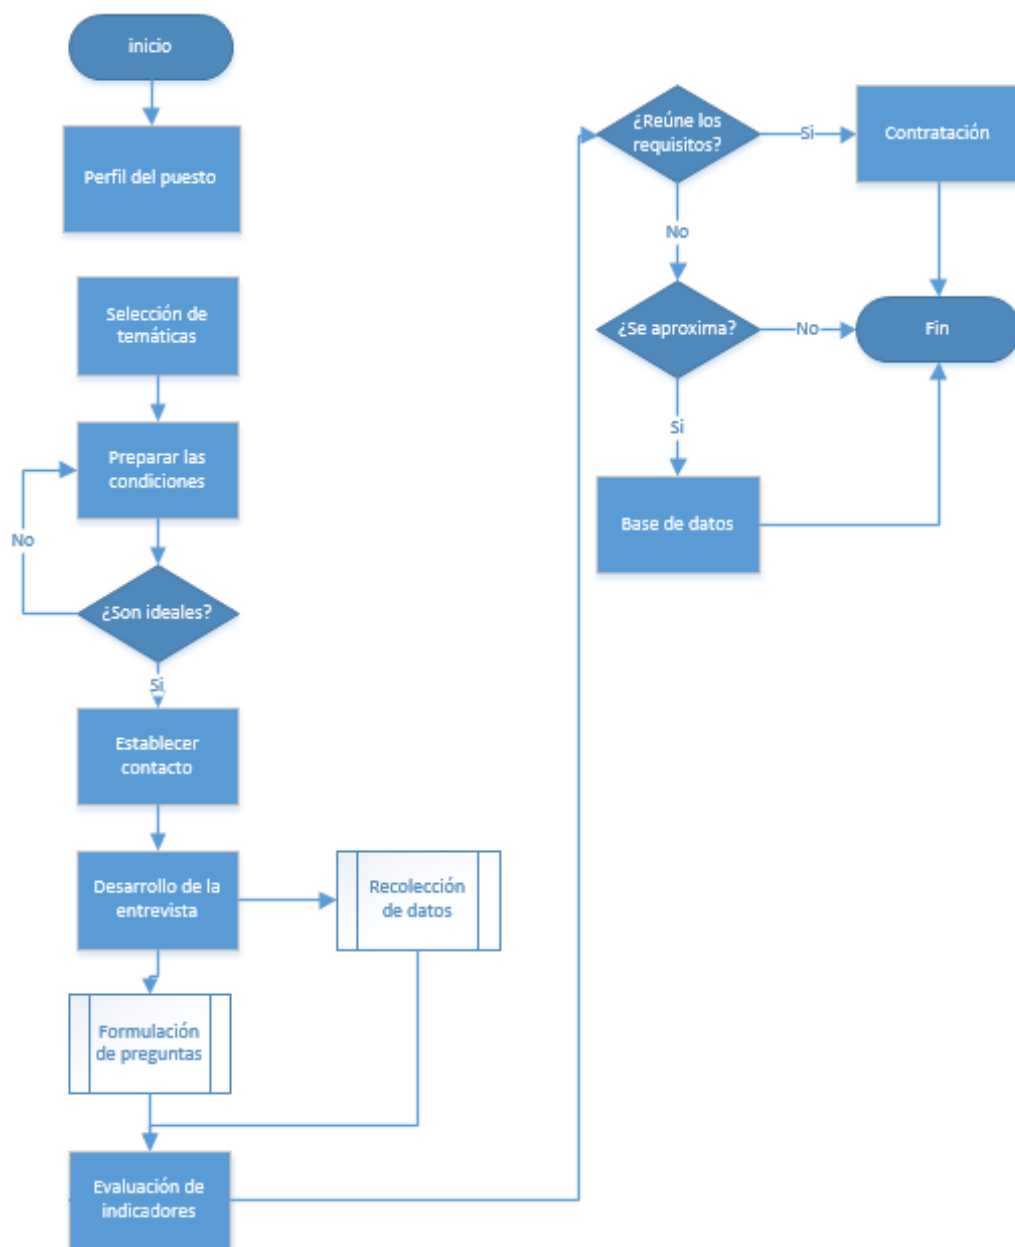 inicio
Perfil del puesto
Selección de
temáticas
Preparar las
condiciones
No
¿Son ideales?
Si
Establecer
contacto
Desarrollo de la
entrevista
Recolección
de datos
Formulación
de preguntas
Evaluación de
indicadores
¿Reúne los
requisitos?
Si
Contratación
No
¿Se aproxima?
No
Fin
Si
Base de datos